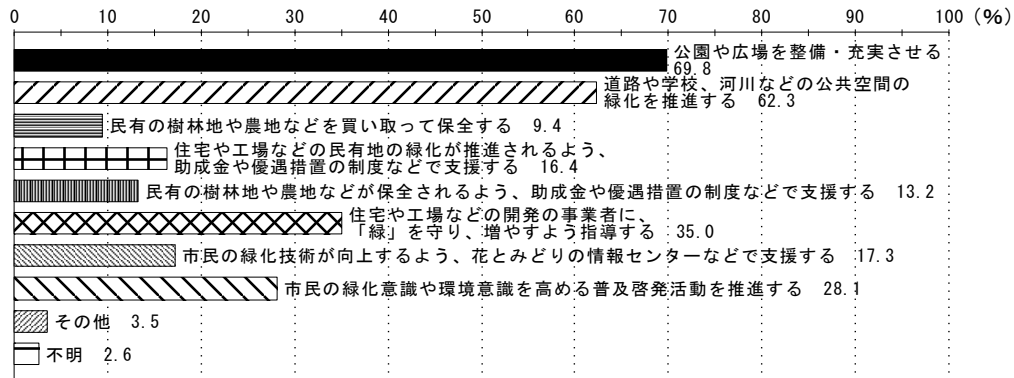 0 10 20 30 40 50 60 70 80 90 100 (%)
公園や広場を整備・充実させる
69.8
道路や学校、河川などの公共空間の
緑化を推進する 62.3
民有の樹林地や農地などを買い取って保全する 9.4
住宅や工場などの民有地の緑化が推進されるよう、
助成金や優遇措置の制度などで支援する 16.4
民有の樹林地や農地などが保全されるよう、助成金や優遇措置の制度などで支援する 13.2
住宅や工場などの開発の事業者に、
「緑」を守り、増やすよう指導する 35.0
市民の緑化技術が向上するよう、花とみどりの情報センターなどで支援する 17.3
市民の緑化意識や環境意識を高める普及啓発活動を推進する 28.1
その他 3.5
不明 2.6